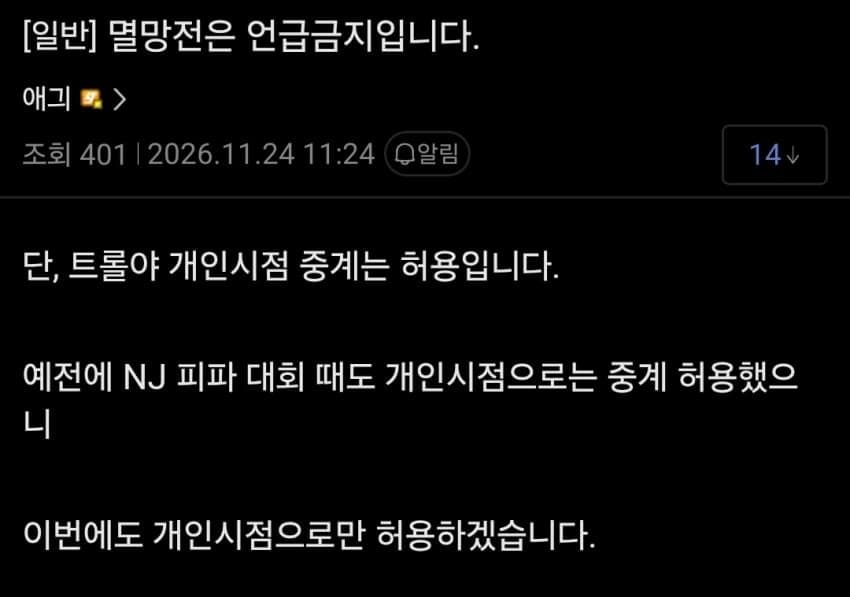 [일반] 멸망전은 언급금지입니다.
애긔
조회 401 | 2026.11.24 11:24 알림
14↓
단, 트롤야 개인시점 중계는 허용입니다.
예전에 NJ 피파 대회 때도 개인시점으로는 중계 허용했으
니
이번에도 개인시점으로만 허용하겠습니다.